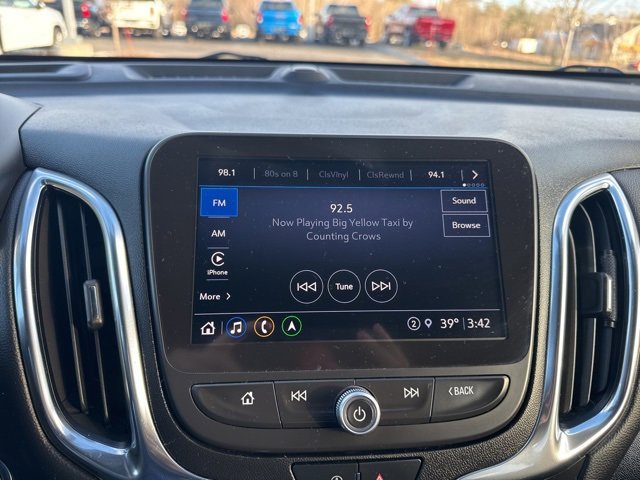 98.1 80s on 8 ClsVinyl ClsRewnd 94.1
FM
92.5
Sound
Now Playing Big Yellow Taxi by
Counting Crows
Browse
AM
iPhone
More
Tune
2 39° 3:42
BACK